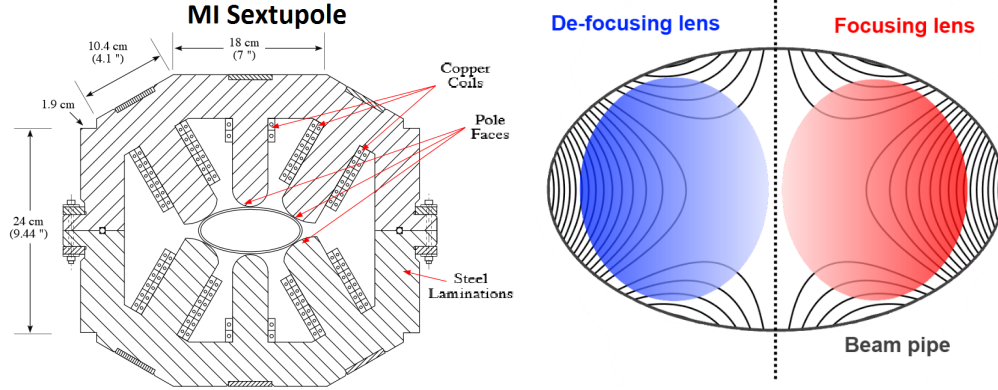 MI Sextupole
10.4 cm
(4.1 ")
18 cm
(7 ")
Copper
Coils
1.9 cm
Pole
Faces
24 cm
(9.44 ")
Steel
Laminations
De-focusing lens
Focusing lens
Beam pipe